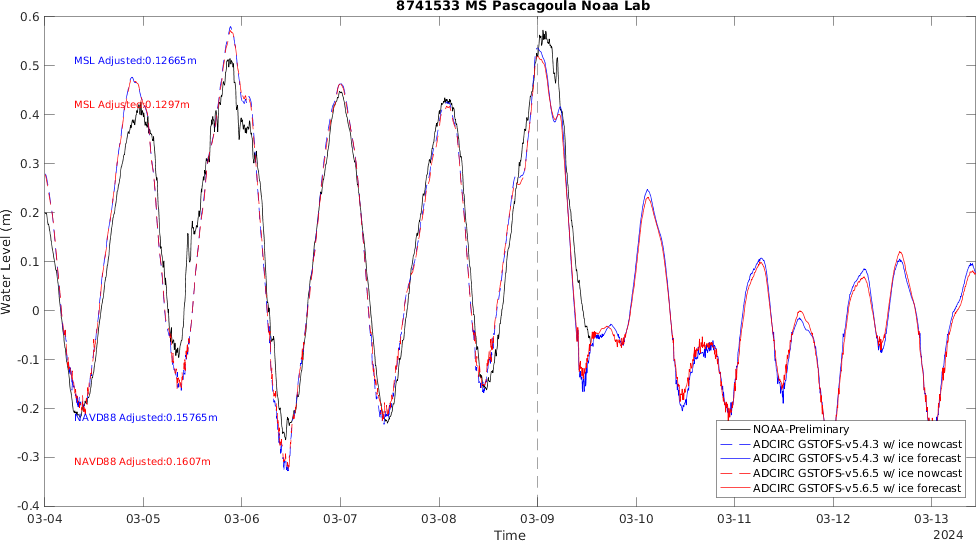 8741533 MS Pascagoula Noaa Lab
Water Level (m)
0.6
0.5
0.4
0.3
0.2
0.1
0
-0.1
-0.2
-0.3
-0.4
MSL Adjusted:0.12665m
MSL Adjusted:0.1297m
NAVD88 Adjusted:0.15765m
NAVD88 Adjusted:0.1607m
NOAA-Preliminary
ADCIRC GSTOFS-v5.4.3 w/ ice nowcast
ADCIRC GSTOFS-v5.4.3 w/ ice forecast
ADCIRC GSTOFS-v5.6.5 w/ ice nowcast
ADCIRC GSTOFS-v5.6.5 w/ ice forecast
03-04 03-05 03-06 03-07 03-08 03-09 03-10 03-11 03-12 03-13
2024
Time